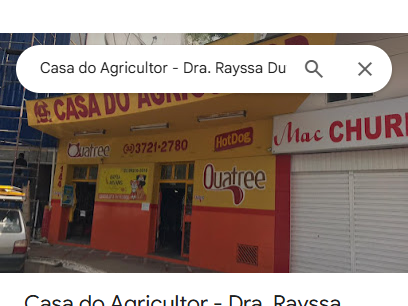 Casa do Agricultor - Dra. Rayssa Du
CASA DO AGRICULTOR
Quatree
3721-2780
HotDog
Mac CHURR
Quatree
Casa do Agricultor - Dra. Rayssa